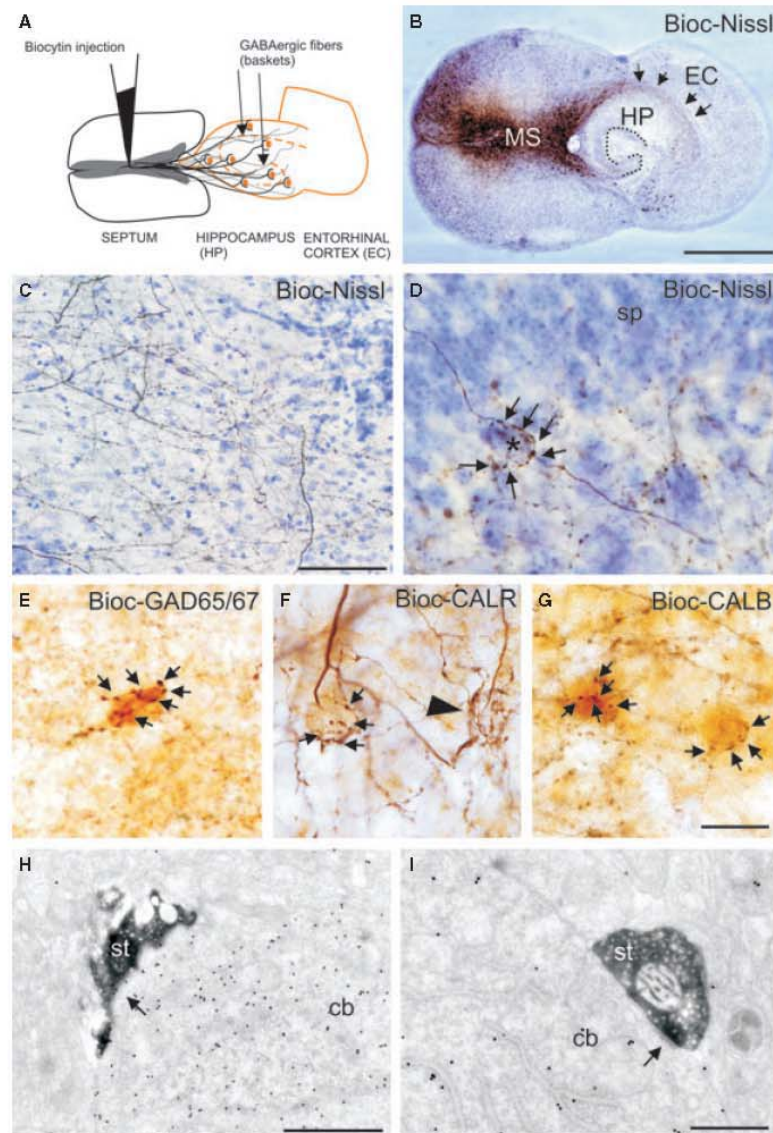 A
Biocytin injection
GABAergic fibers
(baskets)
SEPTUM
HIPPOCAMPUS
(HP)
ENTORHINAL
CORTEX (EC)
B
Bioc-Nissl
EC
HP
MS
C
Bioc-Nissl
D
Bioc-Nissl
sp
*
E
Bioc-GAD65/67
F
Bioc-CALR
G
Bioc-CALB
H
st
cb
I
st
cb